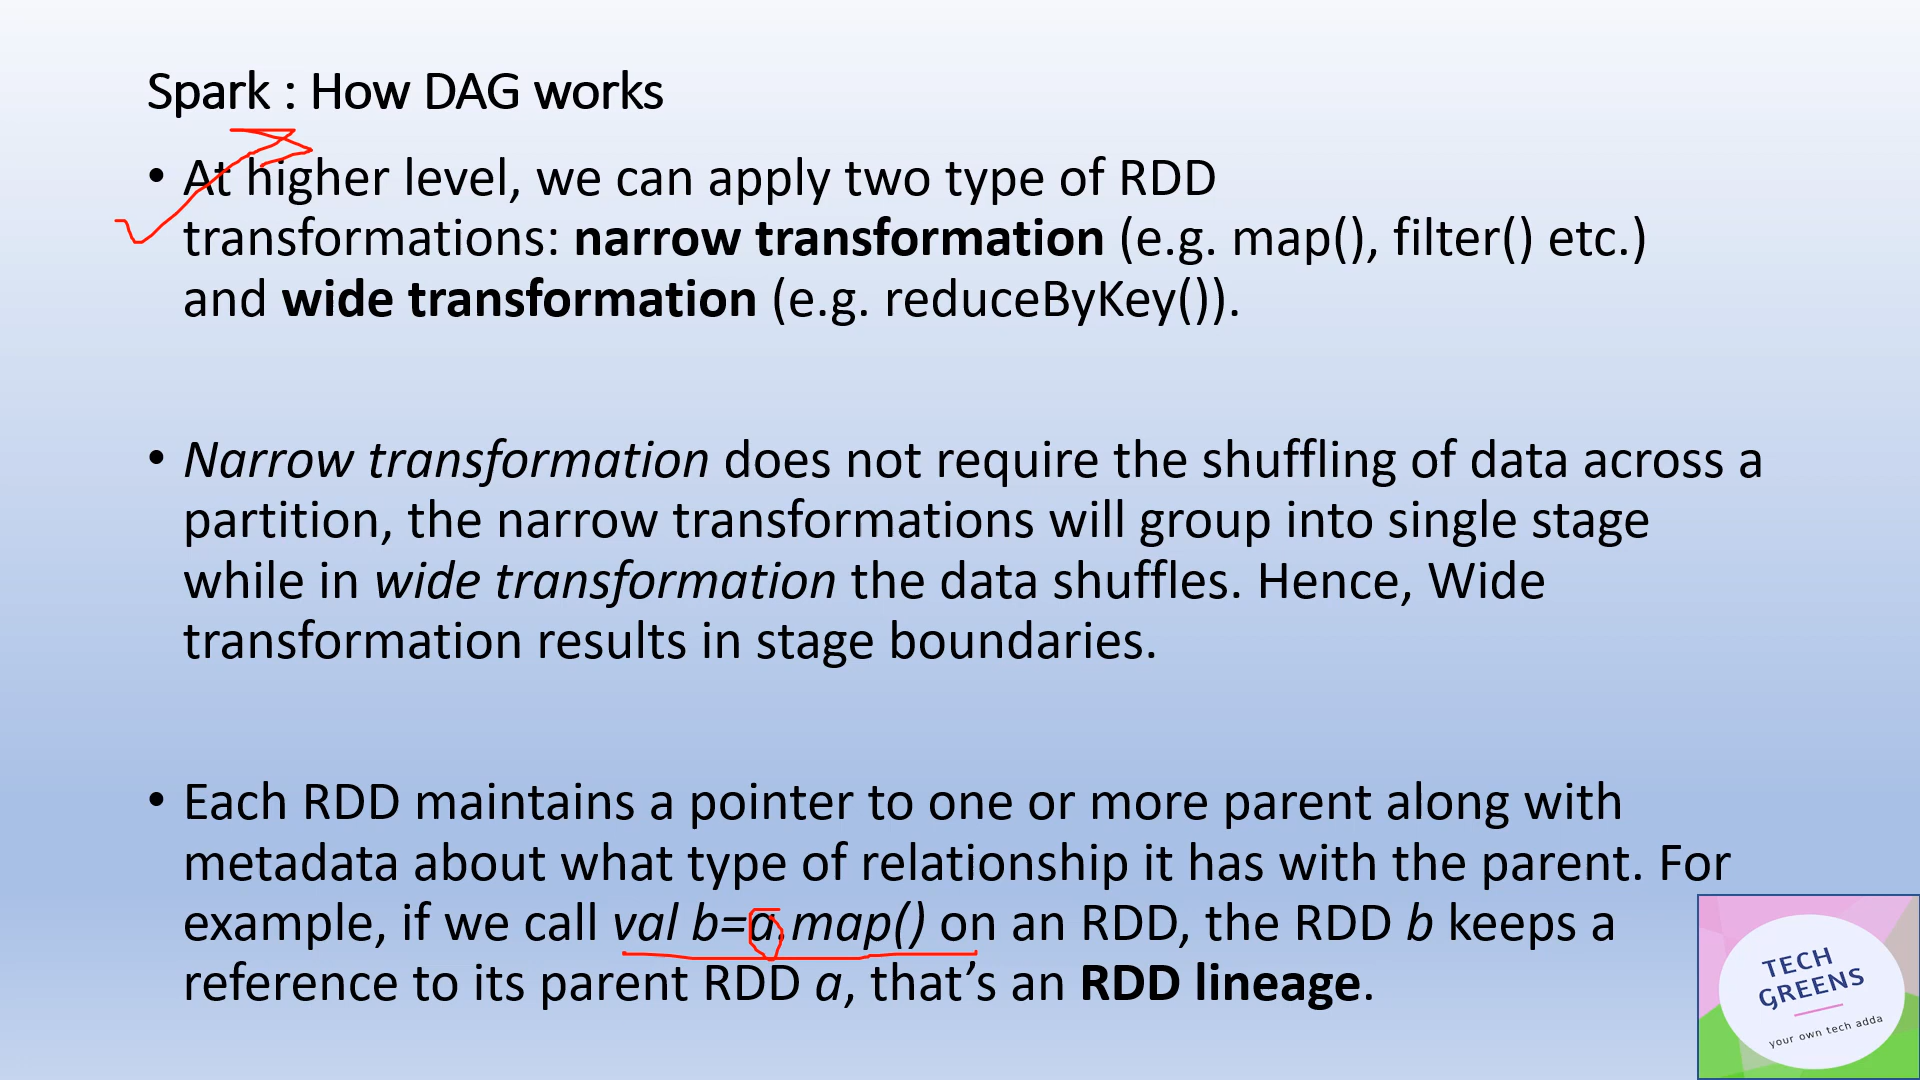 Spark : How DAG works
• At higher level, we can apply two type of RDD
transformations: narrow transformation (e.g. map(), filter() etc.)
and wide transformation (e.g. reduceByKey()).
• Narrow transformation does not require the shuffling of data across a
partition, the narrow transformations will group into single stage
while in wide transformation the data shuffles. Hence, Wide
transformation results in stage boundaries.
• Each RDD maintains a pointer to one or more parent along with
metadata about what type of relationship it has with the parent. For
example, if we call val b=a.map() on an RDD, the RDD b keeps a
reference to its parent RDD a, that’s an RDD lineage.
TECH
GREENS
your own tech adda